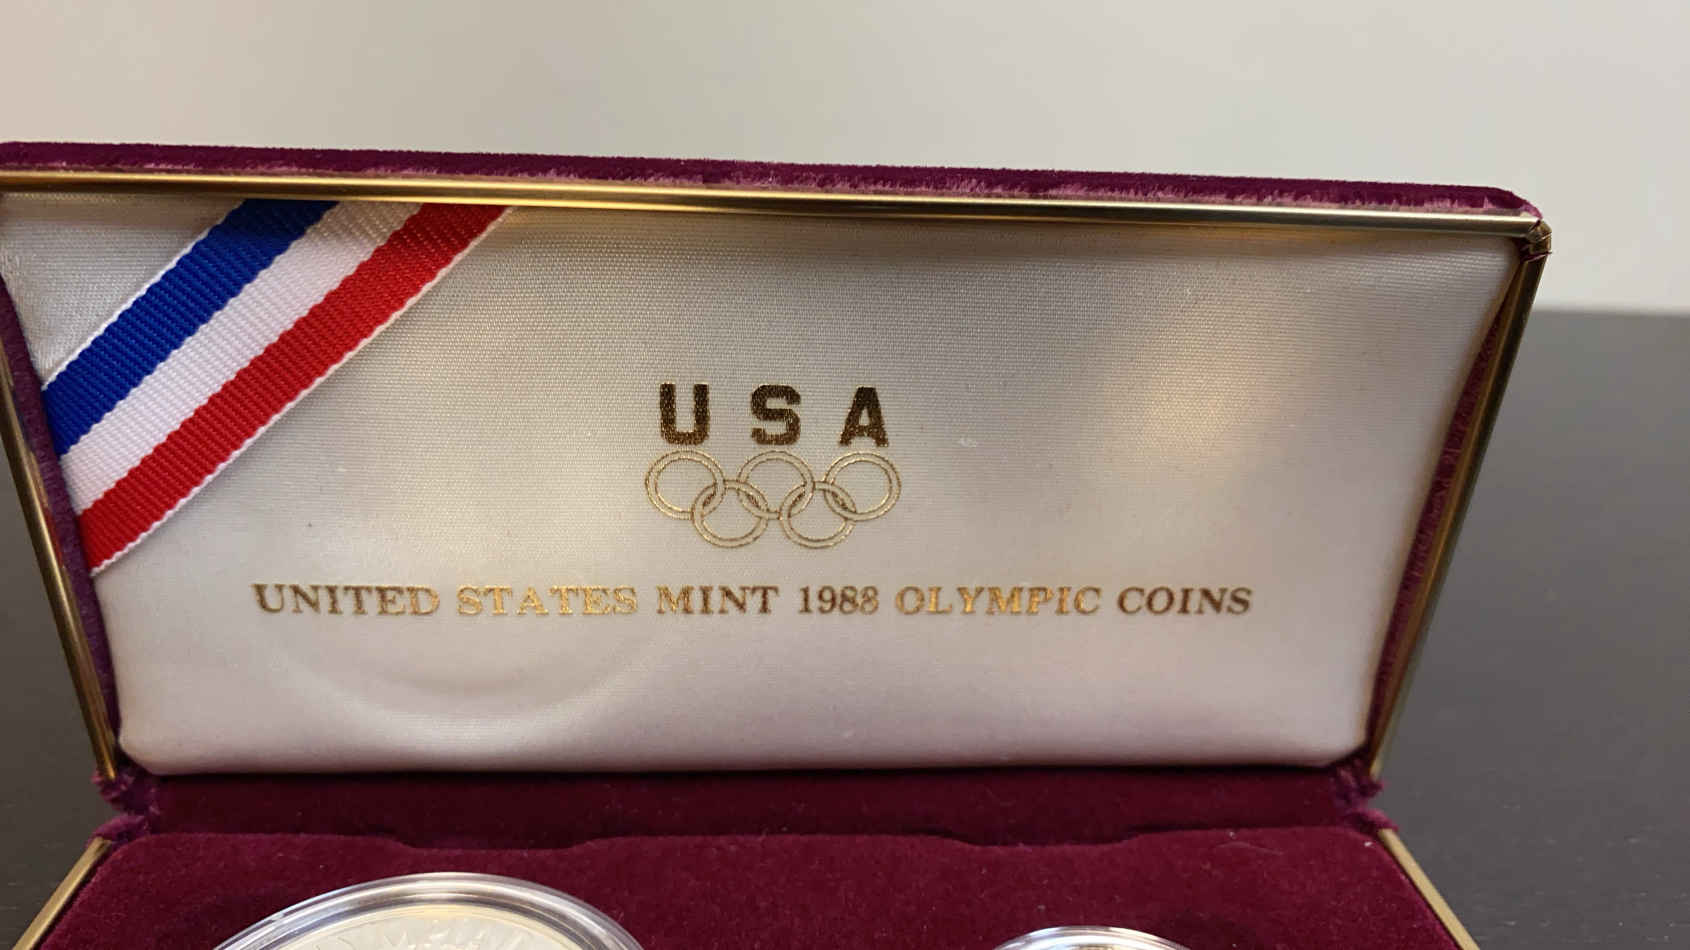 USA
UNITED STATES MINT 1988 OLYMPIC COINS